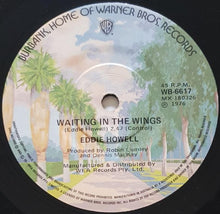 BURBANK, HOME OF WARNER BROS. RECORDS
WB
45 R.P.M.
WB-6617
MX 180326
℗ 1976
WAITING IN THE WINGS
(Eddie Howell) 2.47 (Control)
EDDIE HOWELL
Produced by Robin Lumley
and Dennis MacKay
Manufactured & Distributed By
WEA Records Pty. Ltd.